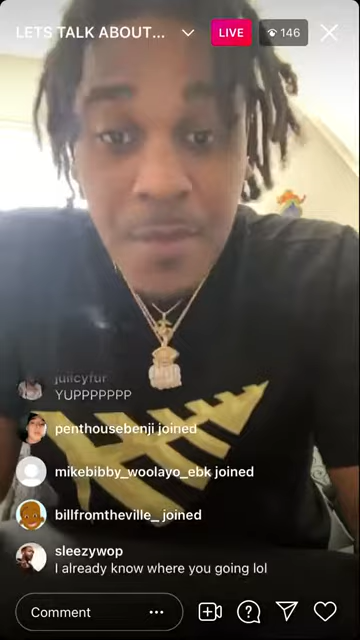 LETS TALK ABOUT...
LIVE
146
juiicyfur
YUPPPPPPP
penthousebenji joined
mikebibby_woolayo_ebk joined
billfromtheville_ joined
sleezywop
I already know where you going lol
Comment